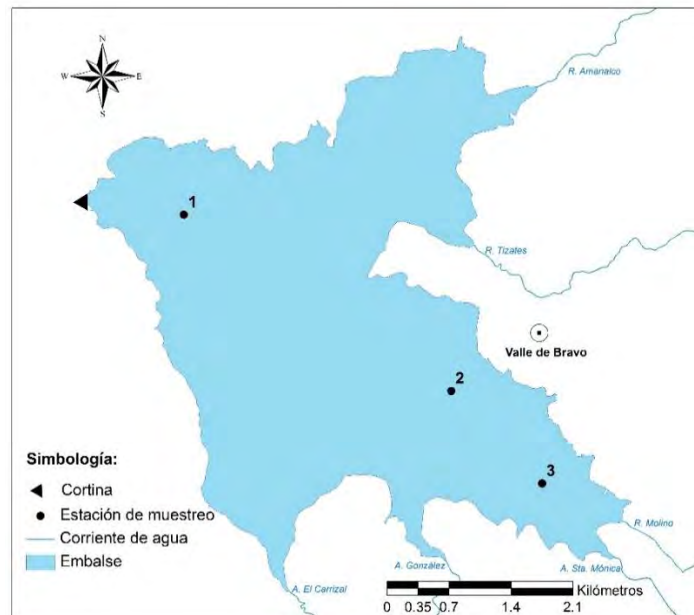 N
W E
S
R. Amanalco
1
R. Tizates
Valle de Bravo
2
3
Simbología:
Cortina
Estación de muestreo
Corriente de agua
Embalse
R. Molino
A. González
A. Sta. Mónica
A. El Carrizal
Kilómetros
0 0.35 0.7 1.4 2.1